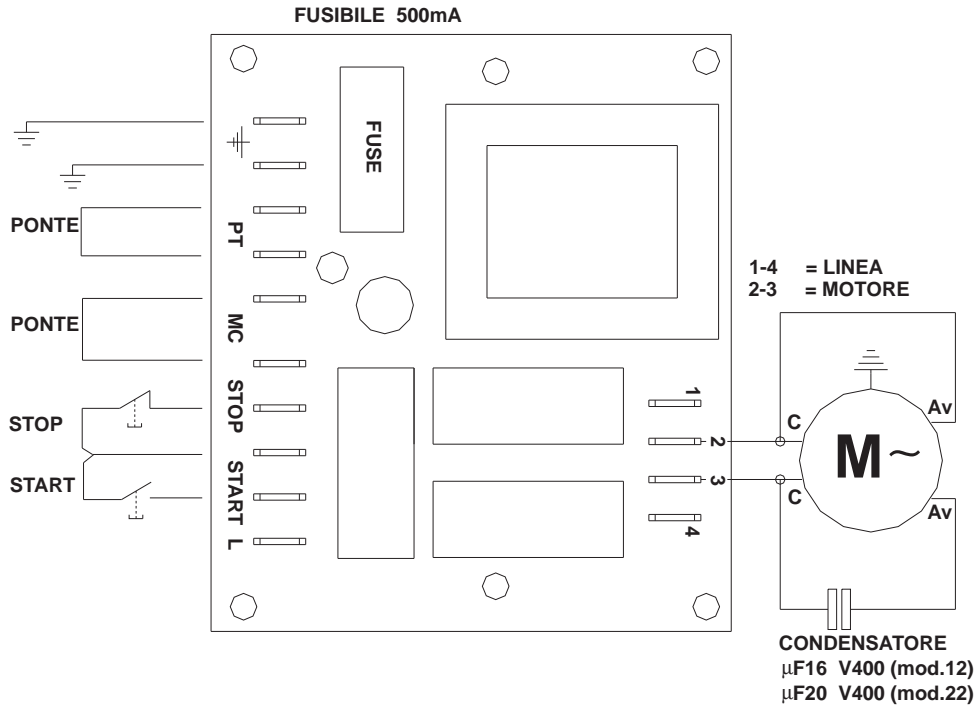 FUSIBILE 500mA
FUSE
PONTE
PT
PONTE
MC
STOP
STOP
START
START
L
1
2
3
4
1-4 = LINEA
2-3 = MOTORE
C
Av
M~
C
Av
CONDENSATORE
µF16 V400 (mod.12)
µF20 V400 (mod.22)